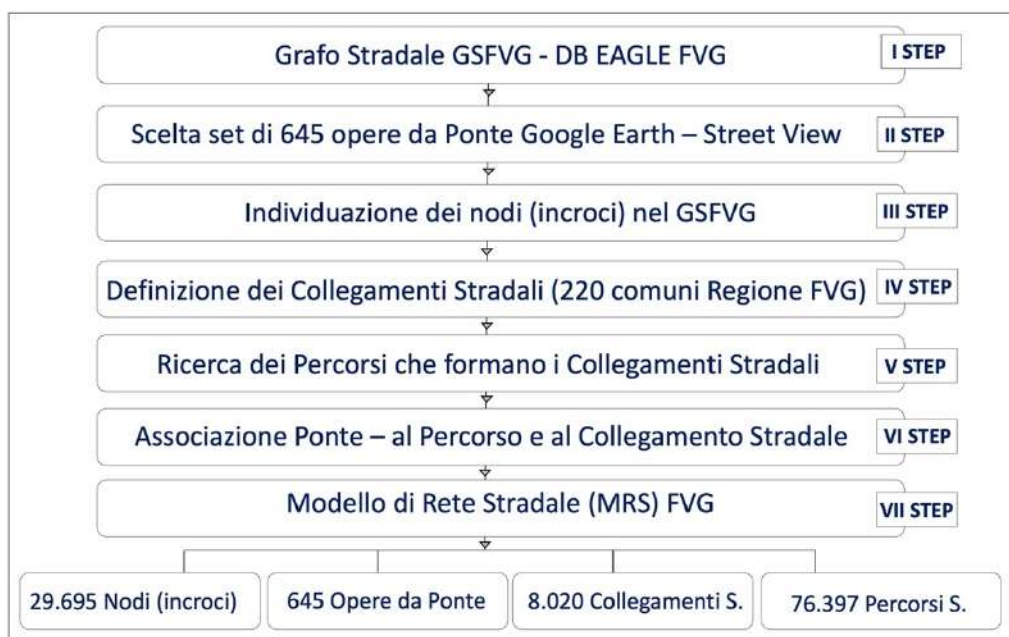 Grafo Stradale GSFVG - DB EAGLE FVG
I STEP
Scelta set di 645 opere da Ponte Google Earth – Street View
II STEP
Individuazione dei nodi (incroci) nel GSFVG
III STEP
Definizione dei Collegamenti Stradali (220 comuni Regione FVG)
IV STEP
Ricerca dei Percorsi che formano i Collegamenti Stradali
V STEP
Associazione Ponte – al Percorso e al Collegamento Stradale
VI STEP
Modello di Rete Stradale (MRS) FVG
VII STEP
29.695 Nodi (incroci)
645 Opere da Ponte
8.020 Collegamenti S.
76.397 Percorsi S.